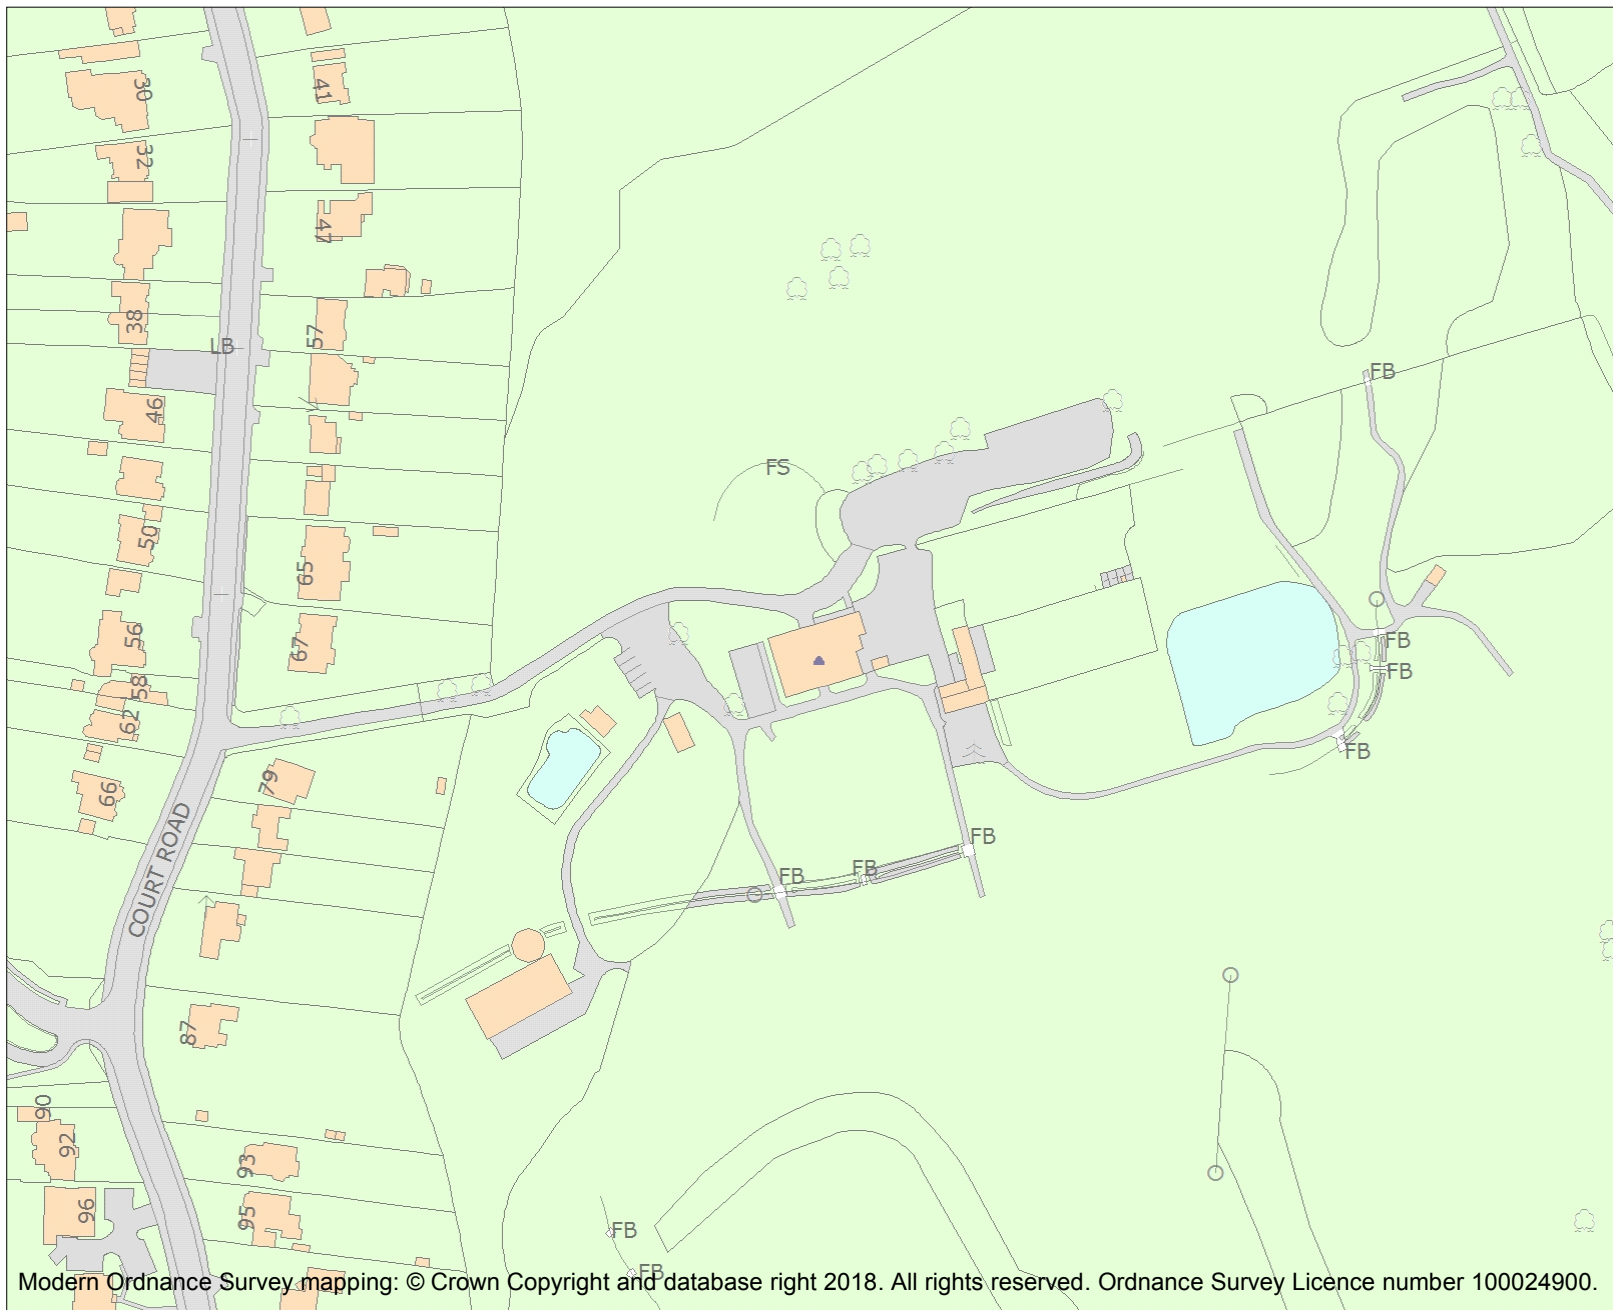 30
41
32
47
38
LB
57
FB
46
FS
50
65
56
67
FB
58
FB
62
FB
79
66
COURT ROAD
FB
FB
FB
87
90
92
93
96
95
FB
FB
Modern Ordnance Survey mapping: © Crown Copyright and database right 2018. All rights reserved. Ordnance Survey Licence number 100024900.